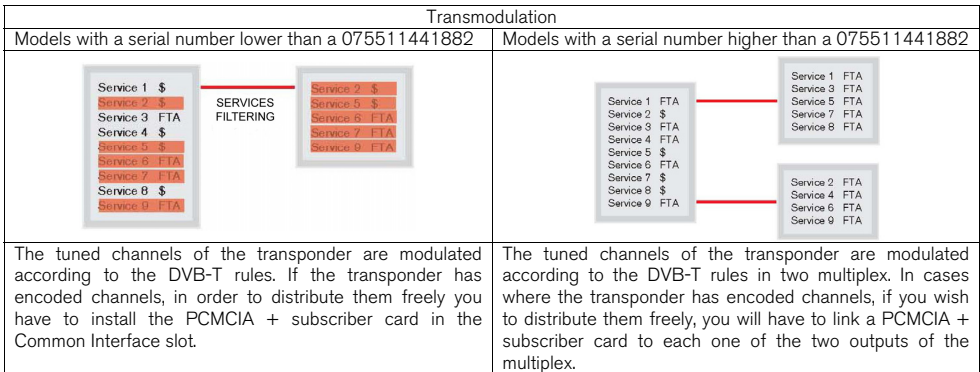 Transmodulation
Models with a serial number lower than a 075511441882
Service 1 $
Service 2 $
Service 3 FTA
Service 4 $
Service 5 $
Service 6 FTA
Service 7 FTA
Service 8 $
Service 9 FTA
SERVICES
FILTERING
Service 2 $
Service 5 $
Service 6 FTA
Service 7 FTA
Service 9 FTA
The tuned channels of the transponder are modulated
according to the DVB-T rules. If the transponder has
encoded channels, in order to distribute them freely you
have to install the PCMCIA + subscriber card in the
Common Interface slot.
Models with a serial number higher than a 075511441882
Service 1 FTA
Service 2 $
Service 3 FTA
Service 4 FTA
Service 5 $
Service 6 FTA
Service 7 $
Service 8 $
Service 9 FTA
Service 1 FTA
Service 3 FTA
Service 5 FTA
Service 7 FTA
Service 8 FTA
Service 2 FTA
Service 4 FTA
Service 6 FTA
Service 9 FTA
The tuned channels of the transponder are modulated
according to the DVB-T rules in two multiplex. In cases
where the transponder has encoded channels, if you wish
to distribute them freely, you will have to link a PCMCIA +
subscriber card to each one of the two outputs of the
multiplex.